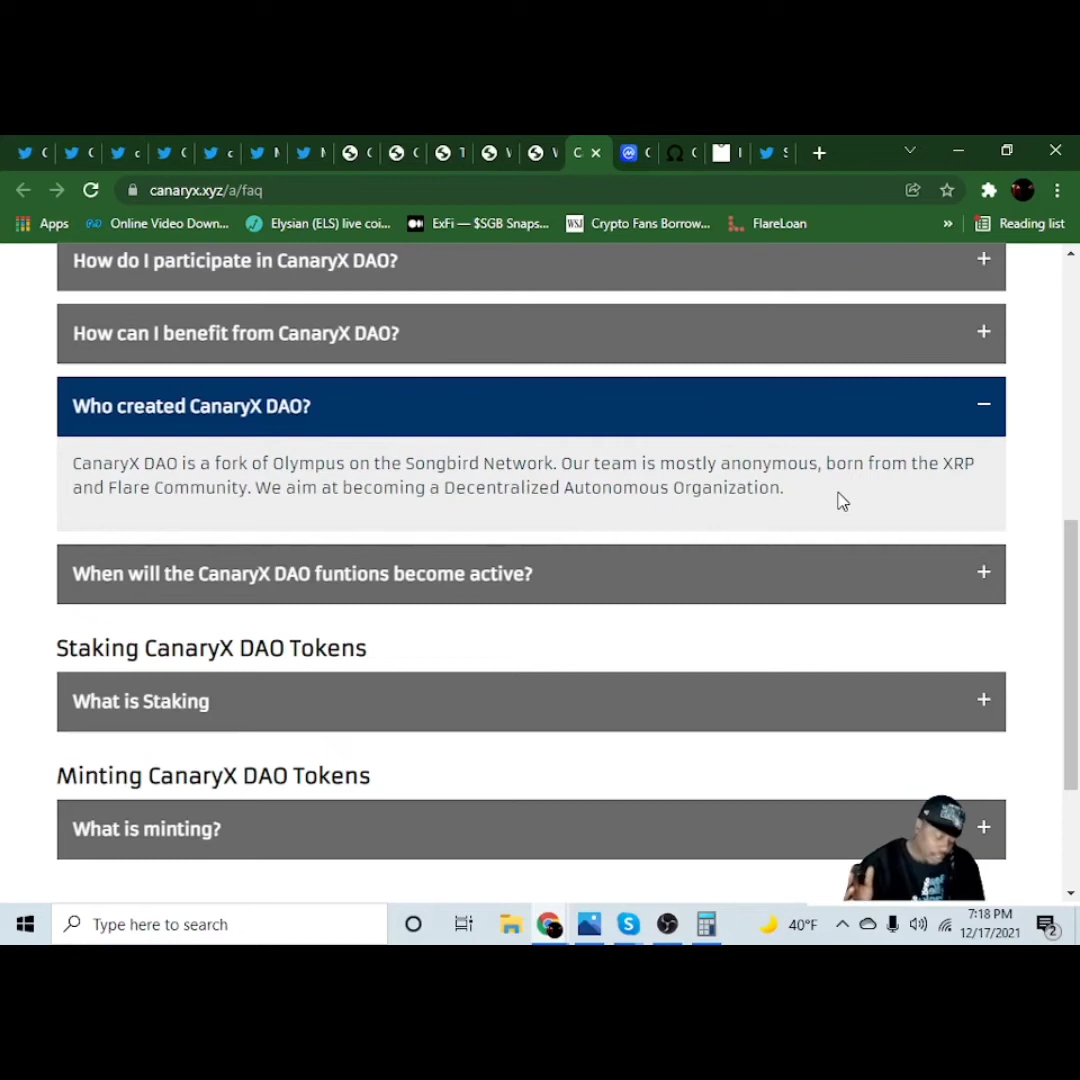 canaryx.xyz/a/faq
Apps
Online Video Down...
Elysian (ELS) live coi...
ExFi — $SGB Snaps...
WSJ
Crypto Fans Borrow...
FlareLoan
»
Reading list
How do I participate in CanaryX DAO?
+
How can I benefit from CanaryX DAO?
+
Who created CanaryX DAO?
−
CanaryX DAO is a fork of Olympus on the Songbird Network. Our team is mostly anonymous, born from the XRP
and Flare Community. We aim at becoming a Decentralized Autonomous Organization.
When will the CanaryX DAO funtions become active?
+
Staking CanaryX DAO Tokens
What is Staking
+
Minting CanaryX DAO Tokens
What is minting?
+
Type here to search
40°F
7:18 PM
12/17/2021
2